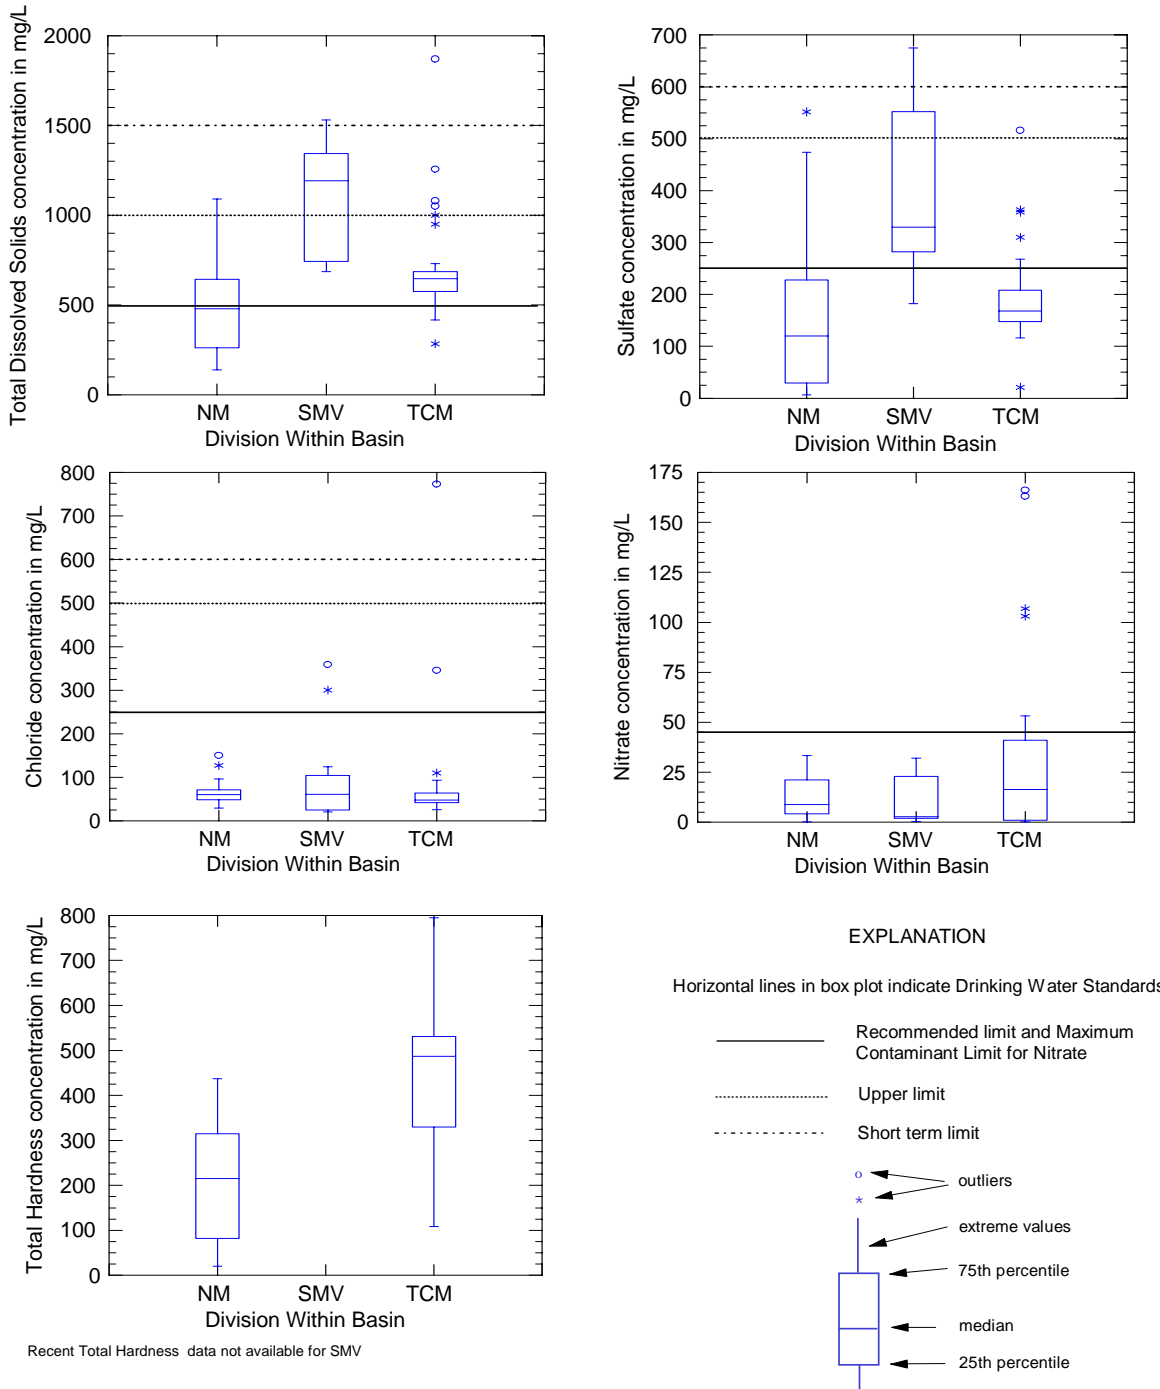 Total Dissolved Solids concentration in mg/L
2000
1500
1000
500
0
NM SMV TCM
Division Within Basin
Sulfate concentration in mg/L
700
600
500
400
300
200
100
0
NM SMV TCM
Division Within Basin
Chloride concentration in mg/L
800
700
600
500
400
300
200
100
0
NM SMV TCM
Division Within Basin
Nitrate concentration in mg/L
175
150
125
100
75
50
25
0
NM SMV TCM
Division Within Basin
Total Hardness concentration in mg/L
800
700
600
500
400
300
200
100
0
NM SMV TCM
Division Within Basin
Recent Total Hardness data not available for SMV
EXPLANATION
Horizontal lines in box plot indicate Drinking Water Standards
Recommended limit and Maximum
Contaminant Limit for Nitrate
Upper limit
Short term limit
outliers
extreme values
75th percentile
median
25th percentile